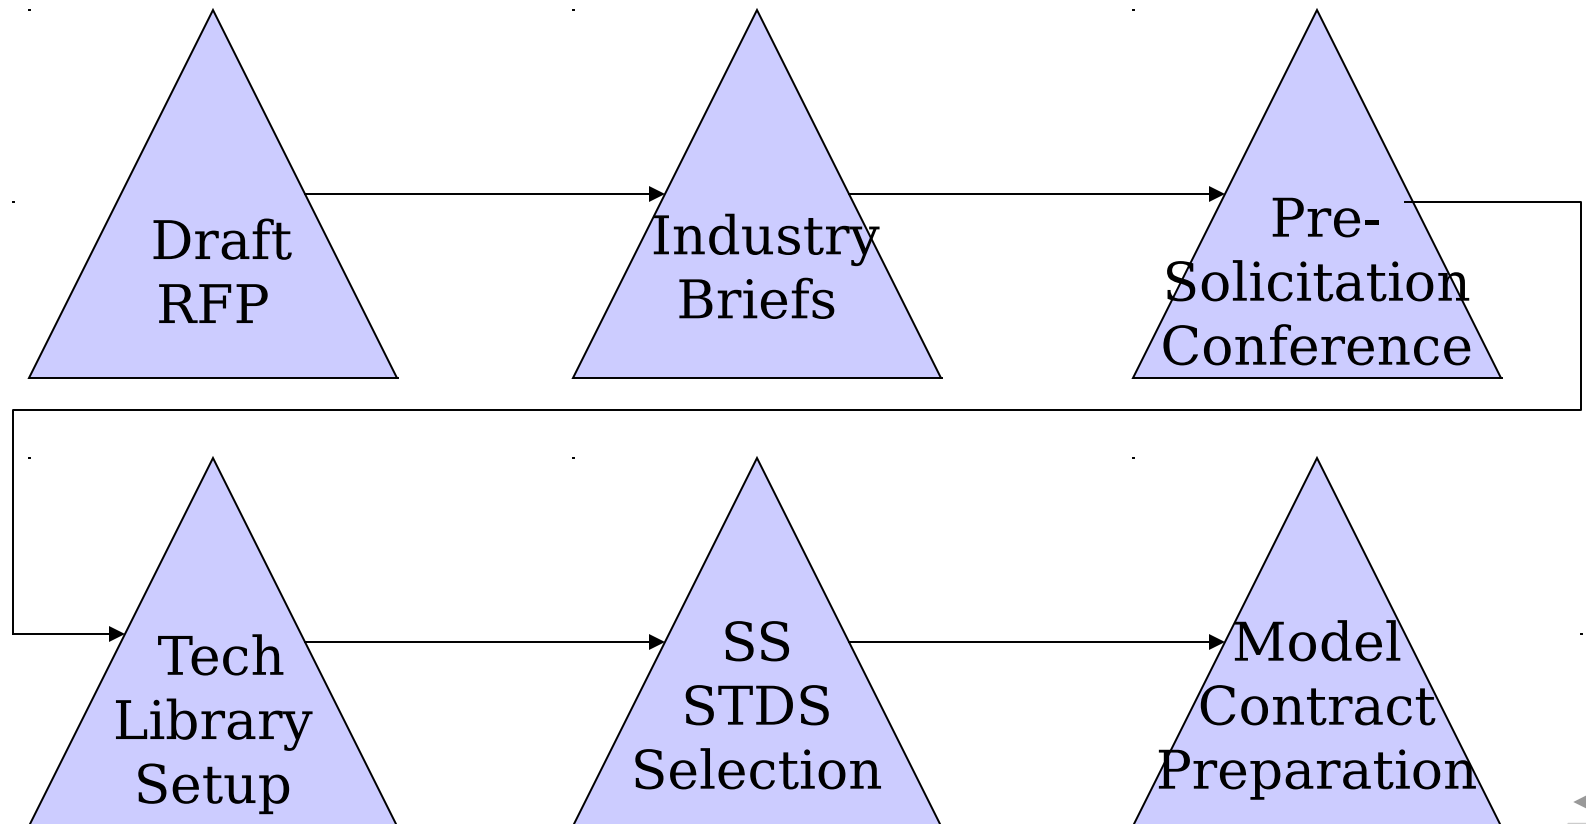 Draft
RFP
Industry
Briefs
Pre-
Solicitation
Conference
Tech
Library
Setup
SS
STDS
Selection
Model
Contract
Preparation